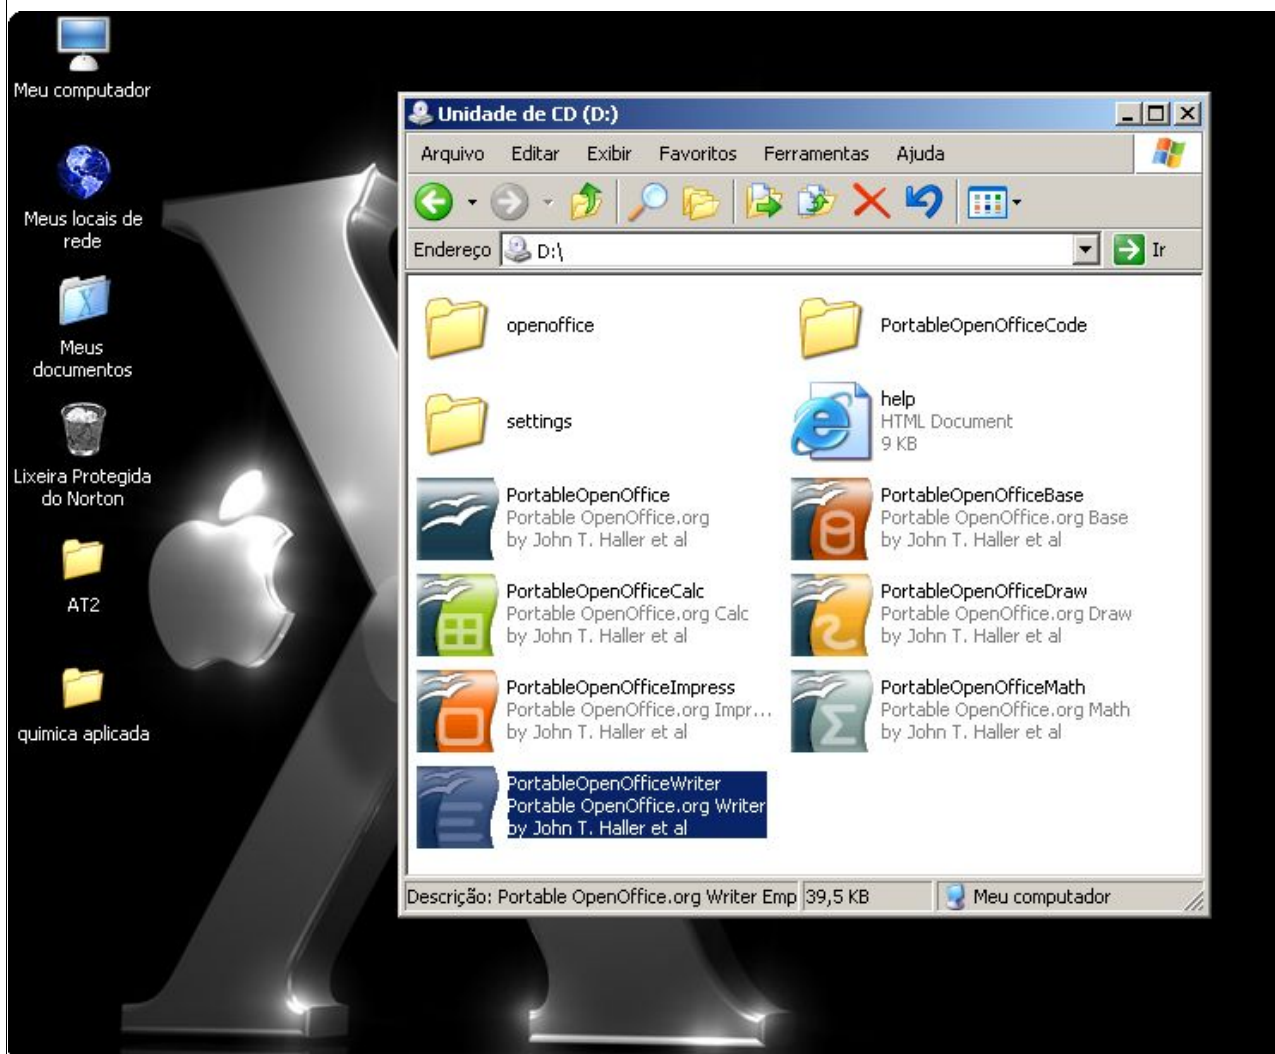 Meu computador
Meus locais de
rede
Meus
documentos
Lixeira Protegida
do Norton
AT2
quimica aplicada
Unidade de CD (D:)
Arquivo Editar Exibir Favoritos Ferramentas Ajuda
Endereço D:\ Ir
openoffice
PortableOpenOfficeCode
settings
help
HTML Document
9 KB
PortableOpenOffice
Portable OpenOffice.org
by John T. Haller et al
PortableOpenOfficeBase
Portable OpenOffice.org Base
by John T. Haller et al
PortableOpenOfficeCalc
Portable OpenOffice.org Calc
by John T. Haller et al
PortableOpenOfficeDraw
Portable OpenOffice.org Draw
by John T. Haller et al
PortableOpenOfficeImpress
Portable OpenOffice.org Impr...
by John T. Haller et al
PortableOpenOfficeMath
Portable OpenOffice.org Math
by John T. Haller et al
PortableOpenOfficeWriter
Portable OpenOffice.org Writer
by John T. Haller et al
Descrição: Portable OpenOffice.org Writer Emp 39,5 KB Meu computador